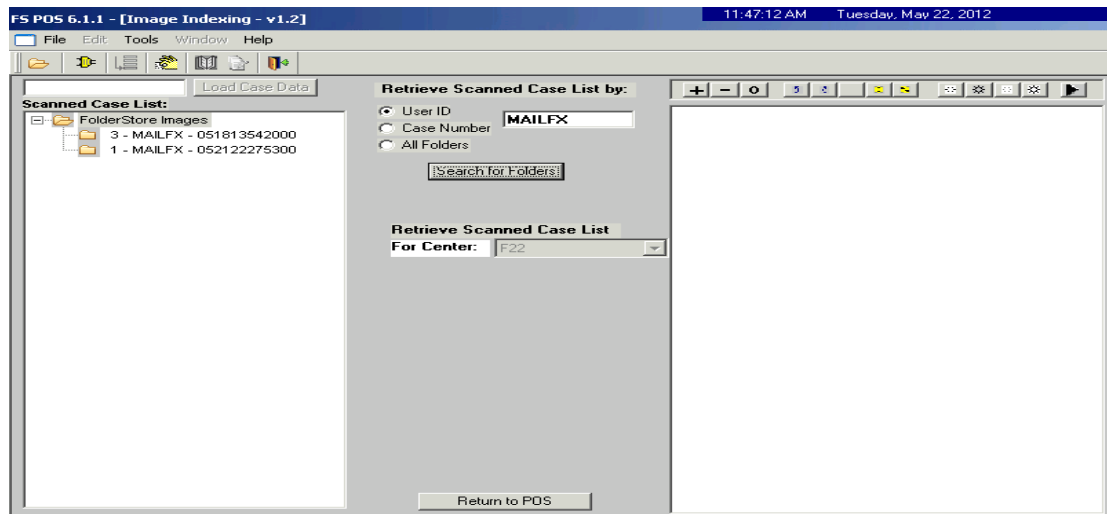 FS POS 6.1.1 - [Image Indexing - v1.2]
11:47:12 AM Tuesday, May 22, 2012
File Edit Tools Window Help
Load Case Data
Scanned Case List:
FolderStore Images
3 - MAILFX - 051813542000
1 - MAILFX - 052122275300
Retrieve Scanned Case List by:
User ID
MAILFX
Case Number
All Folders
Search for Folders
Retrieve Scanned Case List
For Center: F22
Return to POS